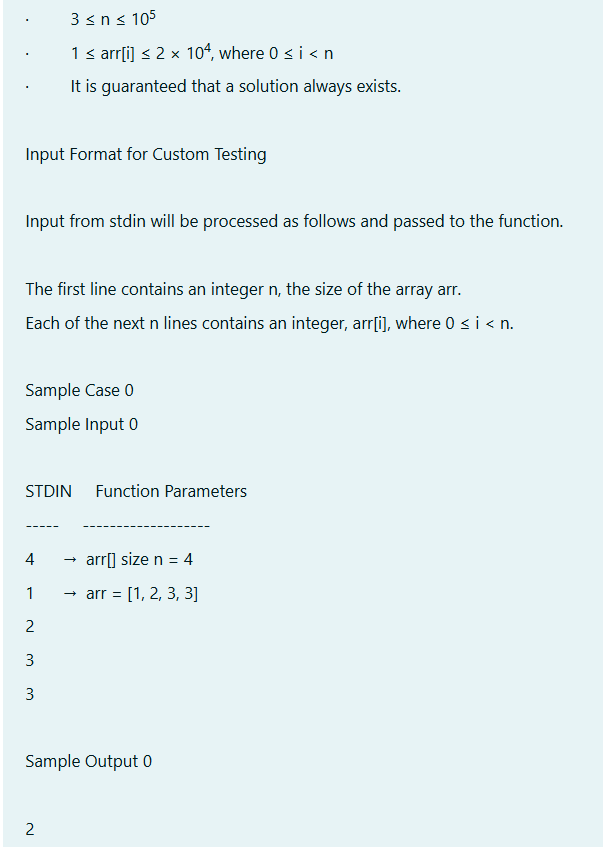 · 3 ≤ n ≤ 10⁵
· 1 ≤ arr[i] ≤ 2 × 10⁴, where 0 ≤ i < n
· It is guaranteed that a solution always exists.
Input Format for Custom Testing
Input from stdin will be processed as follows and passed to the function.
The first line contains an integer n, the size of the array arr.
Each of the next n lines contains an integer, arr[i], where 0 ≤ i < n.
Sample Case 0
Sample Input 0
STDIN Function Parameters
----- -------------------
4 → arr[] size n = 4
1 → arr = [1, 2, 3, 3]
2
3
3
Sample Output 0
2